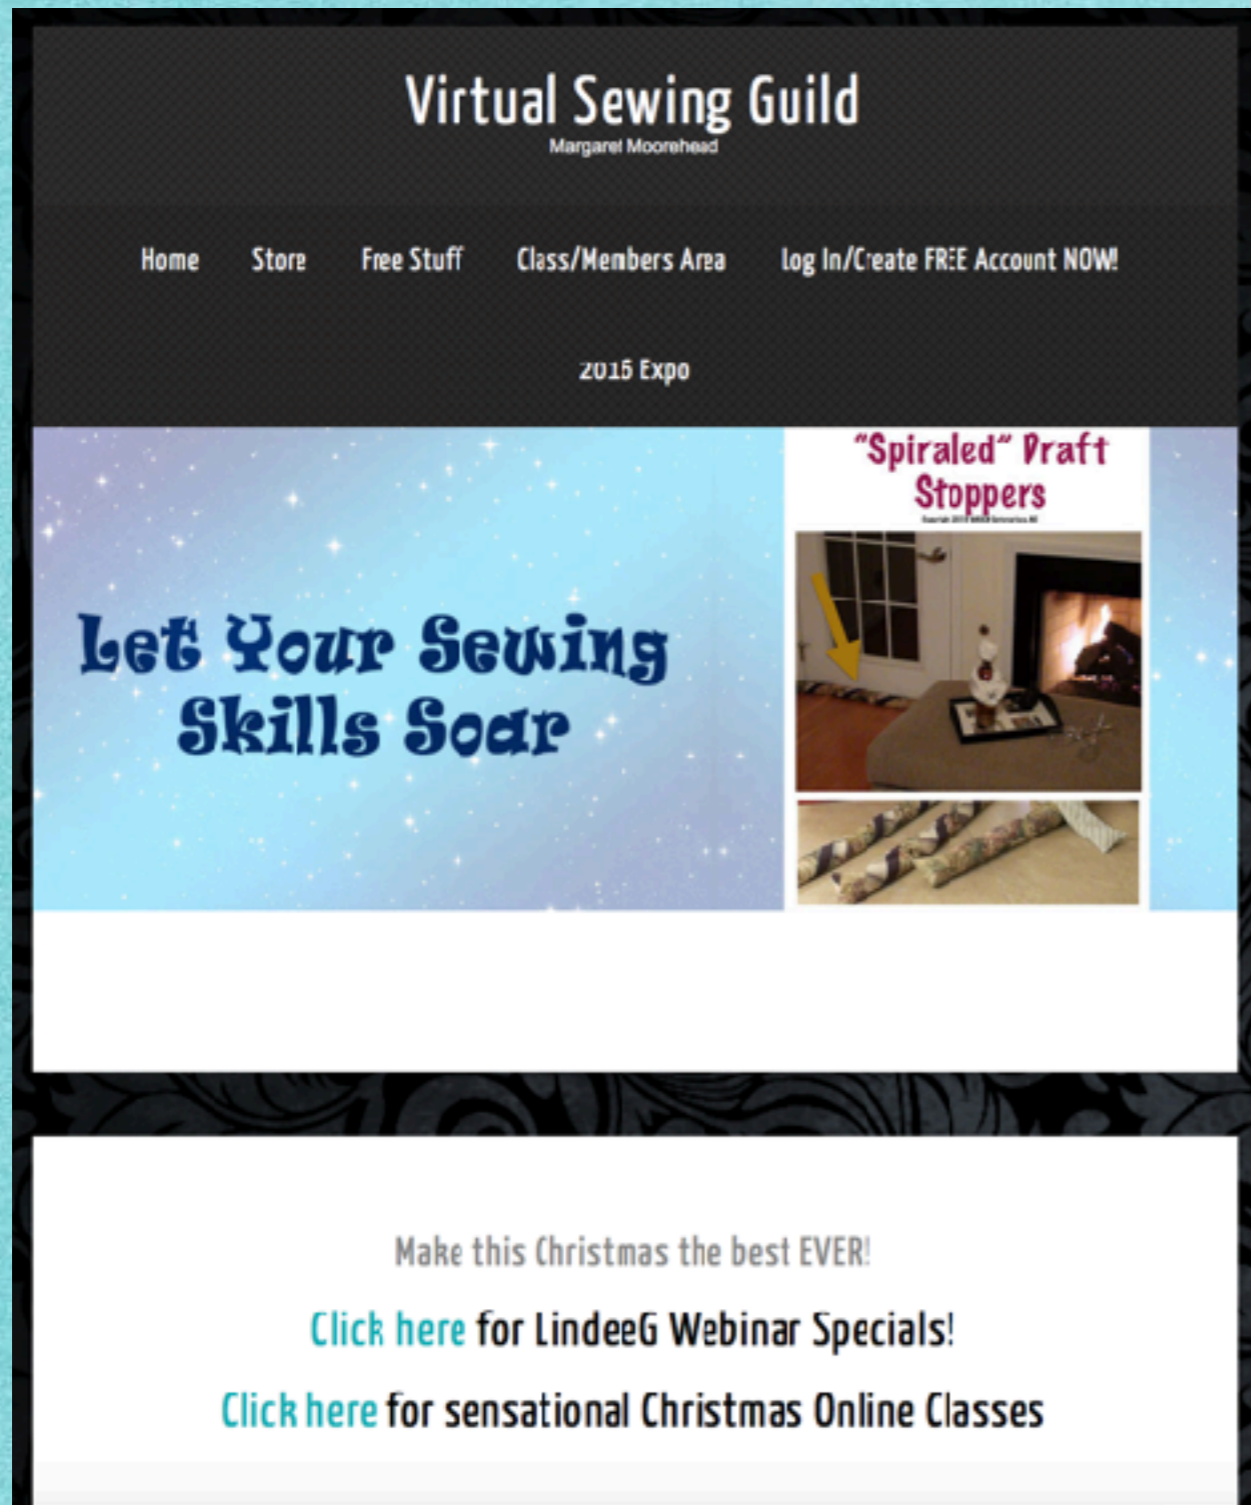 Virtual Sewing Guild
Margaret Moorehead
Home Store Free Stuff Class/Members Area Log In/Create FREE Account NOW!
2016 Expo
"Spiraled" Draft
Stoppers
Let Your Sewing
Skills Soar
Make this Christmas the best EVER!
Click here for LindeeG Webinar Specials!
Click here for sensational Christmas Online Classes